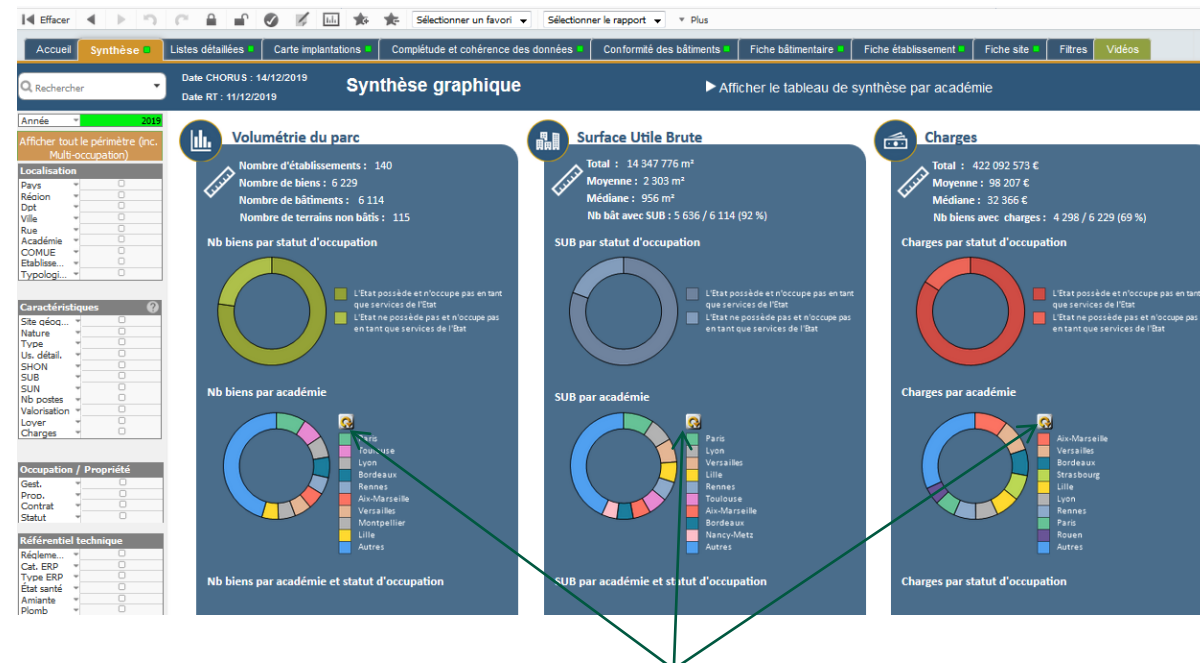 Effacer
Sélectionner un favori
Sélectionner le rapport
Plus
Accueil
Synthèse
Listes détaillées
Carte implantations
Complétude et cohérence des données
Conformité des bâtiments
Fiche bâtimentaire
Fiche établissement
Fiche site
Filtres
Vidéos
Rechercher
Date CHORUS : 14/12/2019
Date RT : 11/12/2019
Synthèse graphique
Afficher le tableau de synthèse par académie
Année 2019
Afficher tout le périmètre (inc.
Multi-occupation)
Localisation
Pays
Région
Dpt
Ville
Rue
Académie
COMUE
Etablisse...
Typologi...
Caractéristiques ?
Site géog...
Nature
Type
Us. détail.
SHON
SUB
SUN
Nb postes
Valorisation
Loyer
Charges
Occupation / Propriété
Gest.
Prop.
Contrat
Statut
Référentiel technique
Régleme...
Cat. ERP
Type ERP
État santé
Amiante
Plomb
Volumétrie du parc
Nombre d'établissements : 140
Nombre de biens : 6 229
Nombre de bâtiments : 6 114
Nombre de terrains non bâtis : 115
Nb biens par statut d'occupation
L'Etat possède et n'occupe pas en tant
que services de l'Etat
L'Etat ne possède pas et n'occupe pas
en tant que services de l'Etat
Nb biens par académie
Paris
Toulouse
Lyon
Bordeaux
Rennes
Aix-Marseille
Versailles
Montpellier
Lille
Autres
Nb biens par académie et statut d'occupation
Surface Utile Brute
Total : 14 347 776 m²
Moyenne : 2 303 m²
Médiane : 956 m²
Nb bât avec SUB : 5 636 / 6 114 (92 %)
SUB par statut d'occupation
L'Etat possède et n'occupe pas en tant
que services de l'Etat
L'Etat ne possède pas et n'occupe pas
en tant que services de l'Etat
SUB par académie
Paris
Lyon
Versailles
Lille
Rennes
Toulouse
Aix-Marseille
Bordeaux
Nancy-Metz
Autres
SUB par académie et statut d'occupation
Charges
Total : 422 092 573 €
Moyenne : 98 207 €
Médiane : 32 366 €
Nb biens avec charges : 4 298 / 6 229 (69 %)
Charges par statut d'occupation
L'Etat possède et n'occupe pas en tant
que services de l'Etat
L'Etat ne possède pas et n'occupe pas
en tant que services de l'Etat
Charges par académie
Aix-Marseille
Versailles
Bordeaux
Strasbourg
Lille
Lyon
Rennes
Paris
Rouen
Autres
Charges par statut d'occupation